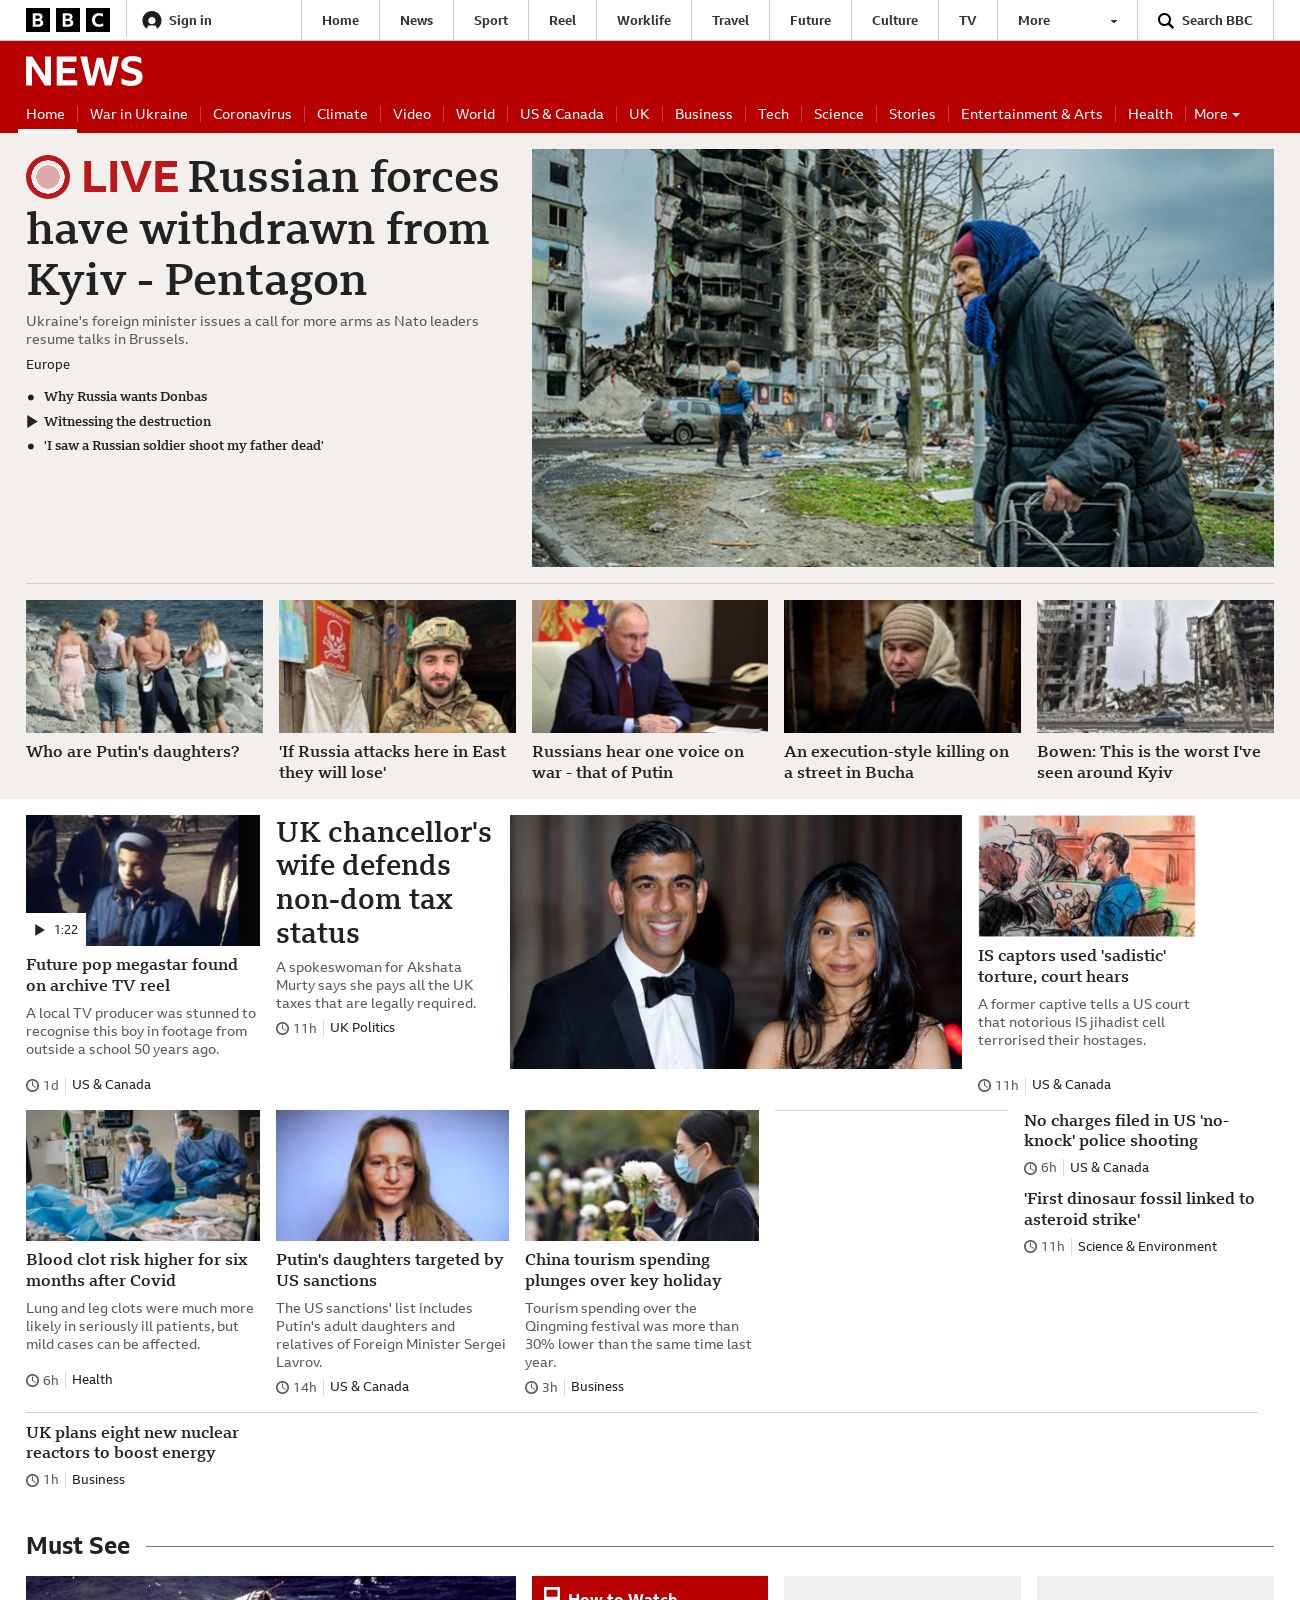 BBC
Sign in
Home
News
Sport
Reel
Worklife
Travel
Future
Culture
TV
More
Search BBC
NEWS
Home
War in Ukraine
Coronavirus
Climate
Video
World
US & Canada
UK
Business
Tech
Science
Stories
Entertainment & Arts
Health
More
LIVE Russian forces
have withdrawn from
Kyiv - Pentagon
Ukraine's foreign minister issues a call for more arms as Nato leaders
resume talks in Brussels.
Europe
Why Russia wants Donbas
Witnessing the destruction
'I saw a Russian soldier shoot my father dead'
Who are Putin's daughters?
'If Russia attacks here in East
they will lose'
Russians hear one voice on
war - that of Putin
An execution-style killing on
a street in Bucha
Bowen: This is the worst I've
seen around Kyiv
1:22
Future pop megastar found
on archive TV reel
A local TV producer was stunned to
recognise this boy in footage from
outside a school 50 years ago.
1d
US & Canada
UK chancellor's
wife defends
non-dom tax
status
A spokeswoman for Akshata
Murty says she pays all the UK
taxes that are legally required.
11h
UK Politics
IS captors used 'sadistic'
torture, court hears
A former captive tells a US court
that notorious IS jihadist cell
terrorised their hostages.
11h
US & Canada
Blood clot risk higher for six
months after Covid
Lung and leg clots were much more
likely in seriously ill patients, but
mild cases can be affected.
6h
Health
Putin's daughters targeted by
US sanctions
The US sanctions' list includes
Putin's adult daughters and
relatives of Foreign Minister Sergei
Lavrov.
14h
US & Canada
China tourism spending
plunges over key holiday
Tourism spending over the
Qingming festival was more than
30% lower than the same time last
year.
3h
Business
No charges filed in US 'no-
knock' police shooting
6h
US & Canada
'First dinosaur fossil linked to
asteroid strike'
11h
Science & Environment
UK plans eight new nuclear
reactors to boost energy
1h
Business
Must See
How to Watch